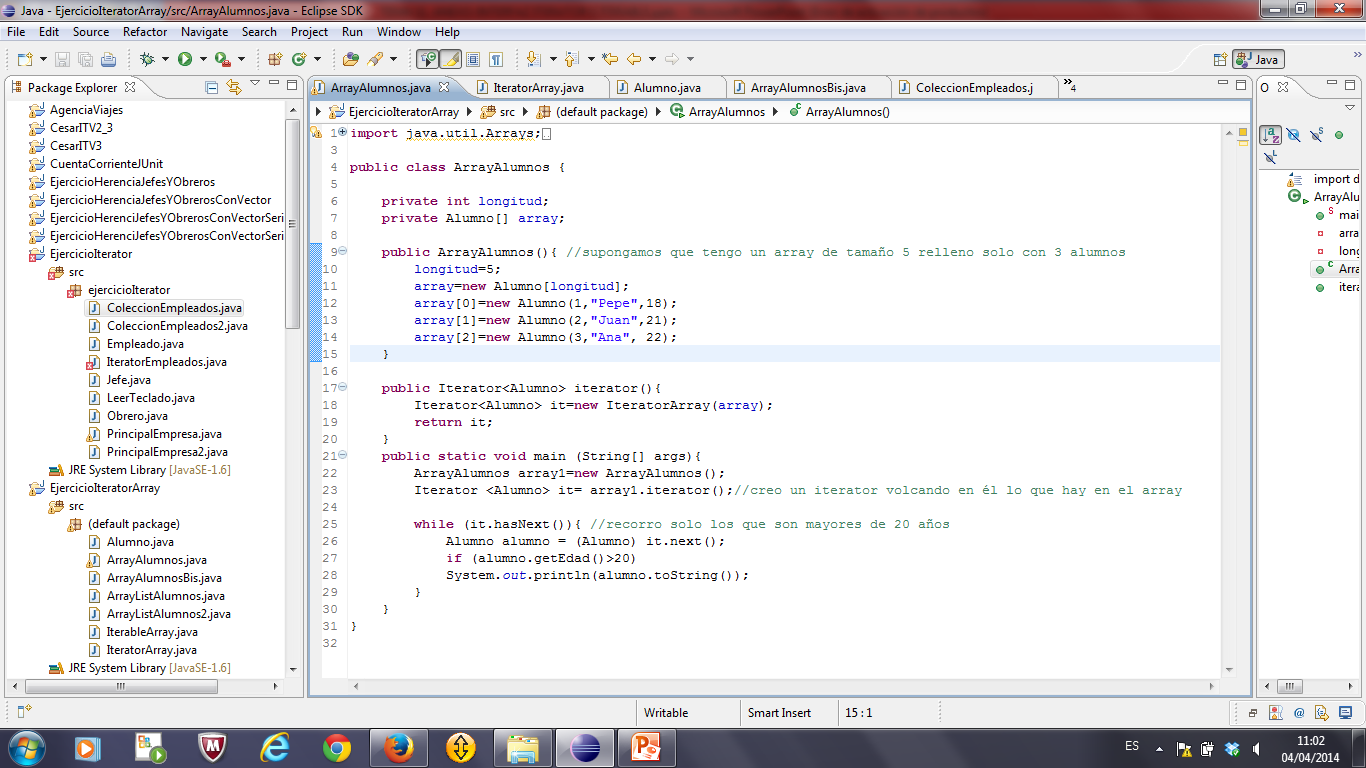 Java - EjercicioIteratorArray/src/ArrayAlumnos.java - Eclipse SDK
File Edit Source Refactor Navigate Search Project Run Window Help
Java
Package Explorer
AgenciaViajes
CesarITV2_3
CesarITV3
CuentaCorrienteJUnit
EjercicioHerenciaJefesYObreros
EjercicioHerenciJefesYObrerosConVector
EjercicioHerenciJefesYObrerosConVectorSeri
EjercicioHerenciJefesYObrerosConVectorSeri
EjercicioIterator
src
ejercicioIterator
ColeccionEmpleados.java
ColeccionEmpleados2.java
Empleado.java
IteratorEmpleados.java
Jefe.java
LeerTeclado.java
Obrero.java
PrincipalEmpresa.java
PrincipalEmpresa2.java
JRE System Library [JavaSE-1.6]
EjercicioIteratorArray
src
(default package)
Alumno.java
ArrayAlumnos.java
ArrayAlumnosBis.java
ArrayListAlumnos.java
ArrayListAlumnos2.java
IterableArray.java
IteratorArray.java
JRE System Library [JavaSE-1.6]
ArrayAlumnos.java IteratorArray.java Alumno.java ArrayAlumnosBis.java ColeccionEmpleados.j »4
EjercicioIteratorArray src (default package) ArrayAlumnos ArrayAlumnos()
1 import java.util.Arrays;
3
4 public class ArrayAlumnos {
5
6 private int longitud;
7 private Alumno[] array;
8
9 public ArrayAlumnos(){ //supongamos que tengo un array de tamaño 5 relleno solo con 3 alumnos
10 longitud=5;
11 array=new Alumno[longitud];
12 array[0]=new Alumno(1,"Pepe",18);
13 array[1]=new Alumno(2,"Juan",21);
14 array[2]=new Alumno(3,"Ana", 22);
15 }
16
17 public Iterator<Alumno> iterator(){
18 Iterator<Alumno> it=new IteratorArray(array);
19 return it;
20 }
21 public static void main (String[] args){
22 ArrayAlumnos array1=new ArrayAlumnos();
23 Iterator <Alumno> it= array1.iterator();//creo un iterator volcando en él lo que hay en el array
24
25 while (it.hasNext()){ //recorro solo los que son mayores de 20 años
26 Alumno alumno = (Alumno) it.next();
27 if (alumno.getEdad()>20)
28 System.out.println(alumno.toString());
29 }
30 }
31 }
32
O
import d
ArrayAlu
mai
arra
long
Arra
itera
Writable Smart Insert 15 : 1
ES
11:02
04/04/2014